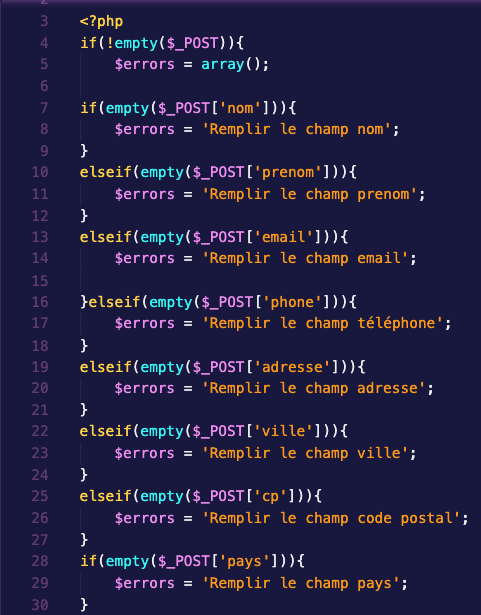 3 <?php
4 if(!empty($_POST)){
5 $errors = array();
6
7 if(empty($_POST['nom'])){
8 $errors = 'Remplir le champ nom';
9 }
10 elseif(empty($_POST['prenom'])){
11 $errors = 'Remplir le champ prenom';
12 }
13 elseif(empty($_POST['email'])){
14 $errors = 'Remplir le champ email';
15
16 }elseif(empty($_POST['phone'])){
17 $errors = 'Remplir le champ téléphone';
18 }
19 elseif(empty($_POST['adresse'])){
20 $errors = 'Remplir le champ adresse';
21 }
22 elseif(empty($_POST['ville'])){
23 $errors = 'Remplir le champ ville';
24 }
25 elseif(empty($_POST['cp'])){
26 $errors = 'Remplir le champ code postal';
27 }
28 if(empty($_POST['pays'])){
29 $errors = 'Remplir le champ pays';
30 }